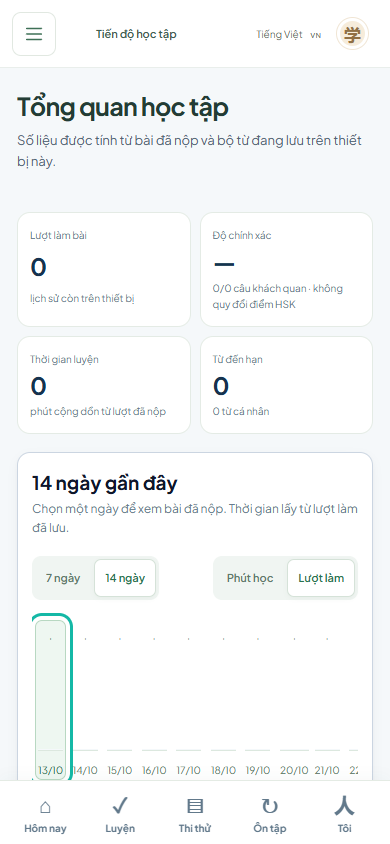 Tiến độ học tập
Tiếng Việt VN
学
Tổng quan học tập
Số liệu được tính từ bài đã nộp và bộ từ đang lưu trên thiết
bị này.
Lượt làm bài
0
lịch sử còn trên thiết bị
Độ chính xác
—
0/0 câu khách quan · không
quy đổi điểm HSK
Thời gian luyện
0
phút cộng dồn từ lượt đã nộp
Từ đến hạn
0
0 từ cá nhân
14 ngày gần đây
Chọn một ngày để xem bài đã nộp. Thời gian lấy từ lượt làm
đã lưu.
7 ngày
14 ngày
Phút học
Lượt làm
13/10 14/10 15/10 16/10 17/10 18/10 19/10 20/10 21/10
Hôm nay
Luyện
Thi thử
Ôn tập
人
Tôi